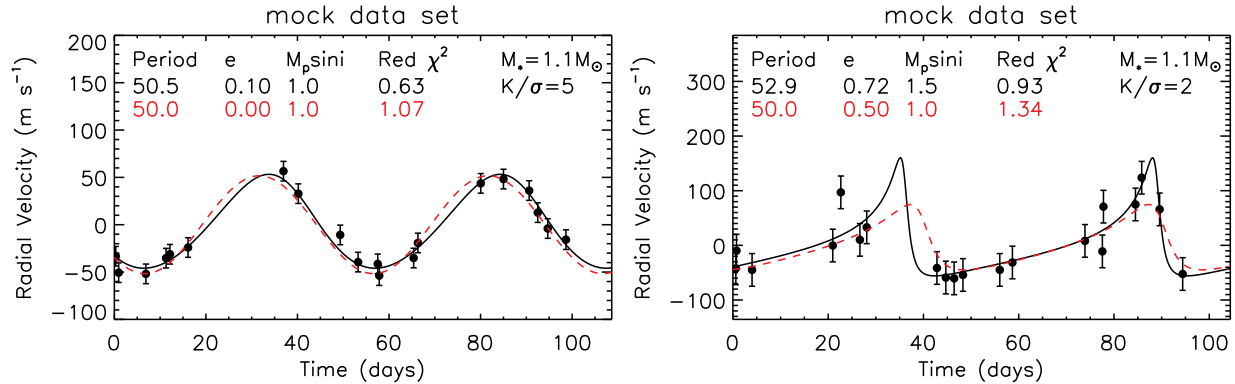 mock data set
Period e M_p sini Red χ² M_*=1.1M_⊙
50.5 0.10 1.0 0.63 K/σ=5
50.0 0.00 1.0 1.07
200
150
100
50
0
−50
−100
Radial Velocity (m s⁻¹)
0 20 40 60 80 100
Time (days)
mock data set
Period e M_p sini Red χ² M_*=1.1M_⊙
52.9 0.72 1.5 0.93 K/σ=2
50.0 0.50 1.0 1.34
300
200
100
0
−100
Radial Velocity (m s⁻¹)
0 20 40 60 80 100
Time (days)